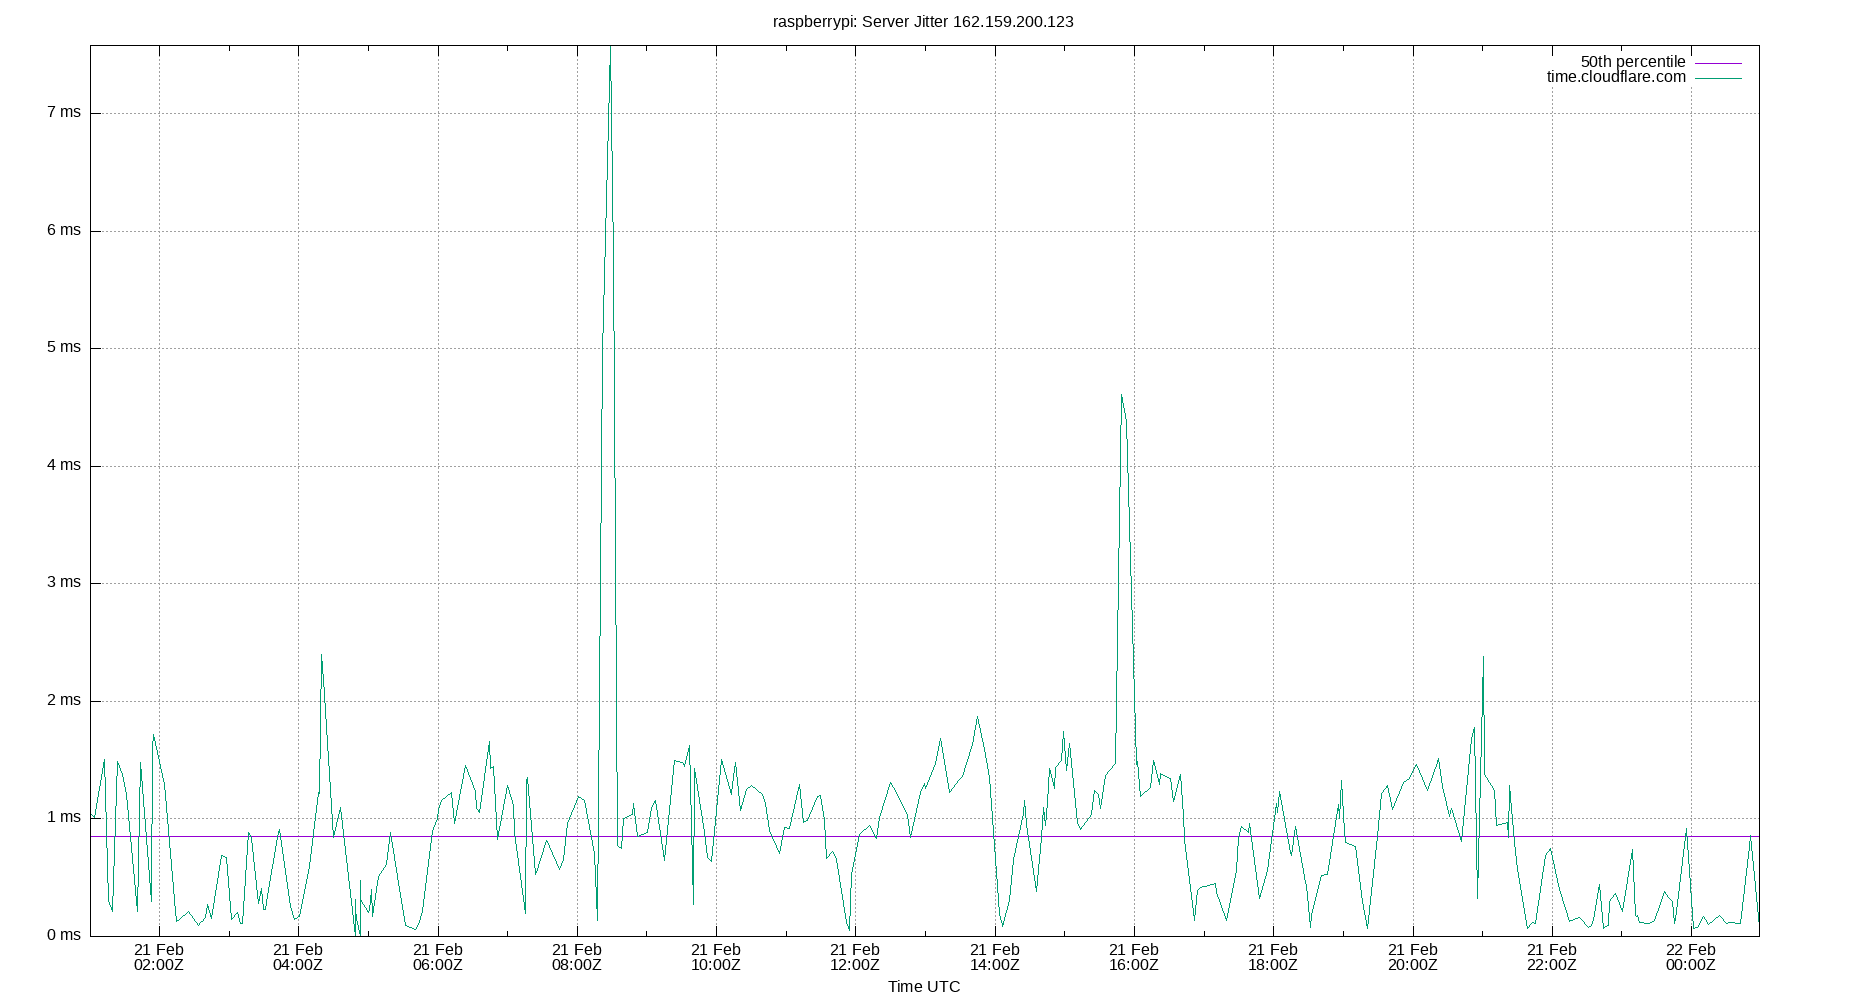 raspberrypi: Server Jitter 162.159.200.123
50th percentile
time.cloudflare.com
7 ms
6 ms
5 ms
4 ms
3 ms
2 ms
1 ms
0 ms
21 Feb 21 Feb 21 Feb 21 Feb 21 Feb 21 Feb 21 Feb 21 Feb 21 Feb 21 Feb 21 Feb 22 Feb
02:00Z 04:00Z 06:00Z 08:00Z 10:00Z 12:00Z 14:00Z 16:00Z 18:00Z 20:00Z 22:00Z 00:00Z
Time UTC